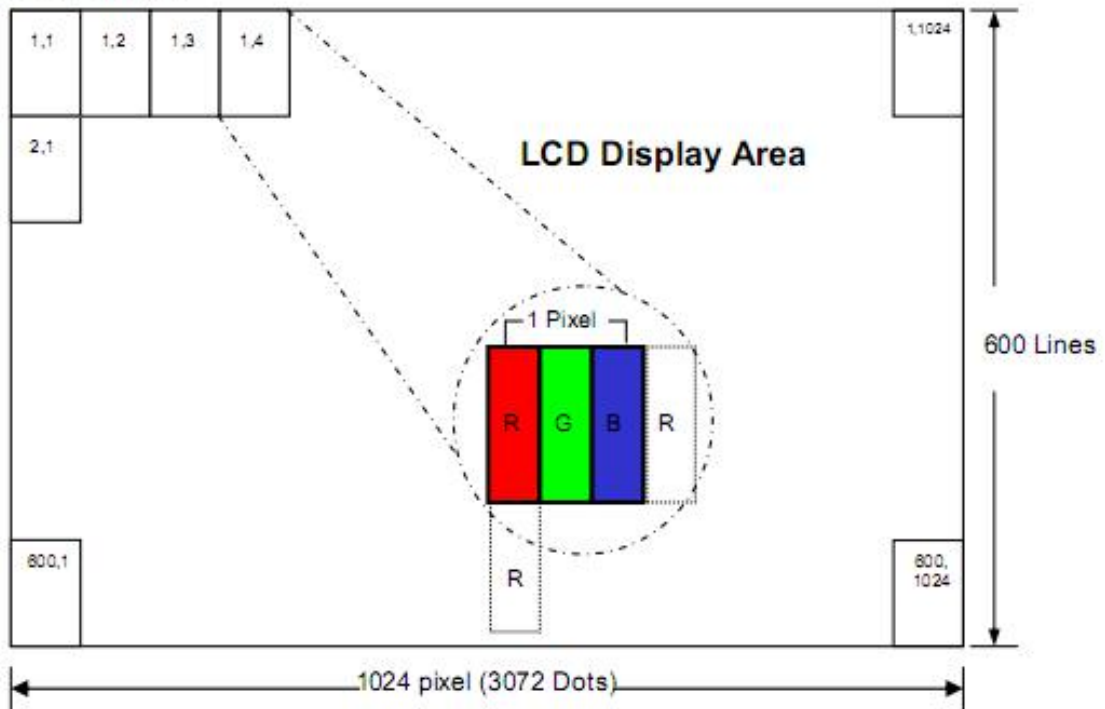 1,1
1,2
1,3
1,4
1,1024
2,1
LCD Display Area
1 Pixel
600 Lines
R
G
B
R
600,1
R
600,
1024
1024 pixel (3072 Dots)